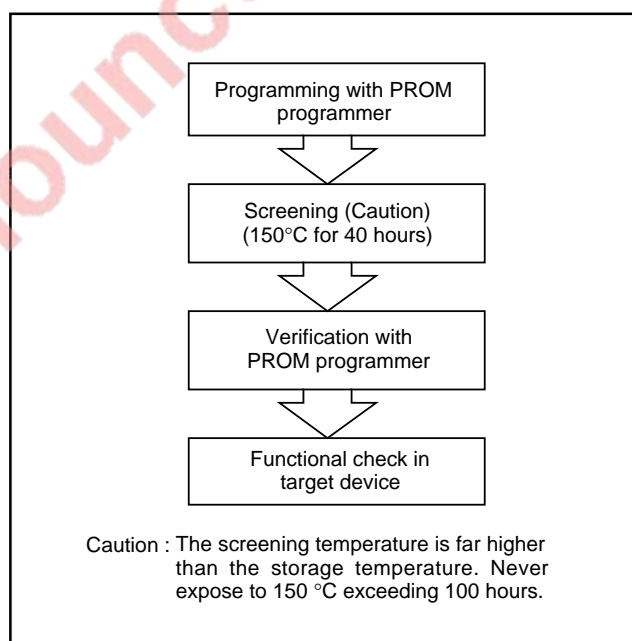 Programming with PROM
programmer
Screening (Caution)
(150°C for 40 hours)
Verification with
PROM programmer
Functional check in
target device
Caution : The screening temperature is far higher
than the storage temperature. Never
expose to 150 °C exceeding 100 hours.